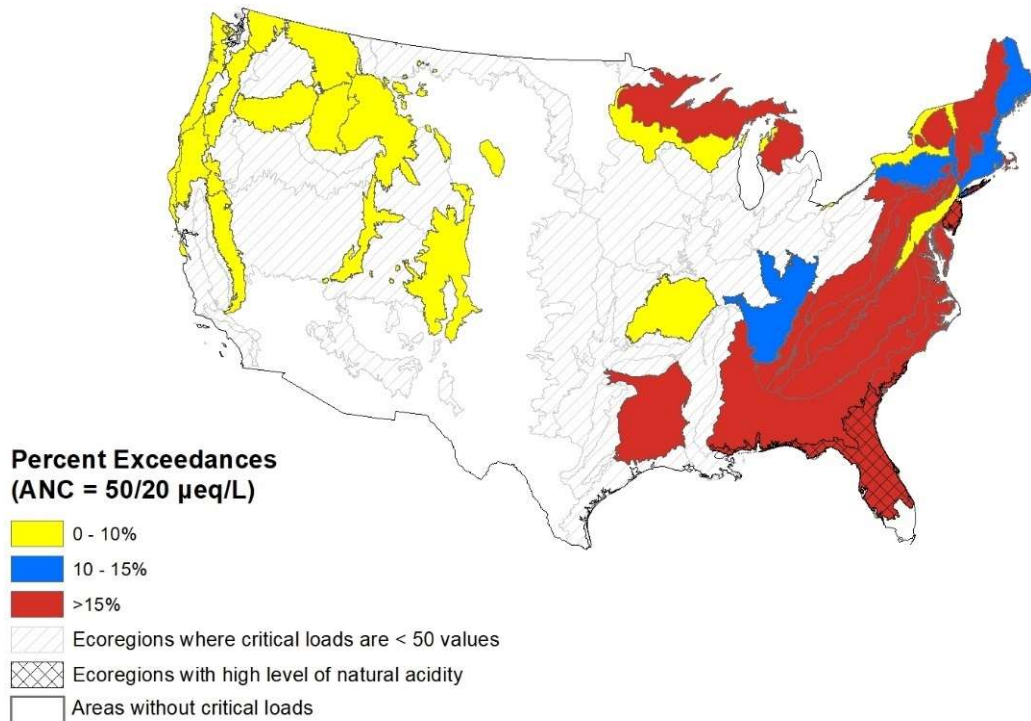 Percent Exceedances
(ANC = 50/20 µeq/L)
0 - 10%
10 - 15%
>15%
Ecoregions where critical loads are < 50 values
Ecoregions with high level of natural acidity
Areas without critical loads